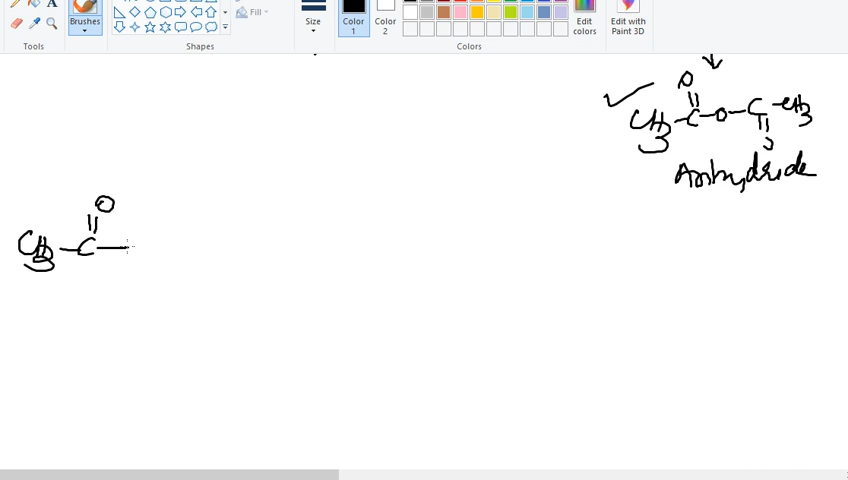 Tools
Brushes
Shapes
Fill
Size
Color 1
Color 2
Colors
Edit colors
Edit with Paint 3D
O
CH3-C-O-C-CH3
O
Anhydride
O
CH3-C-